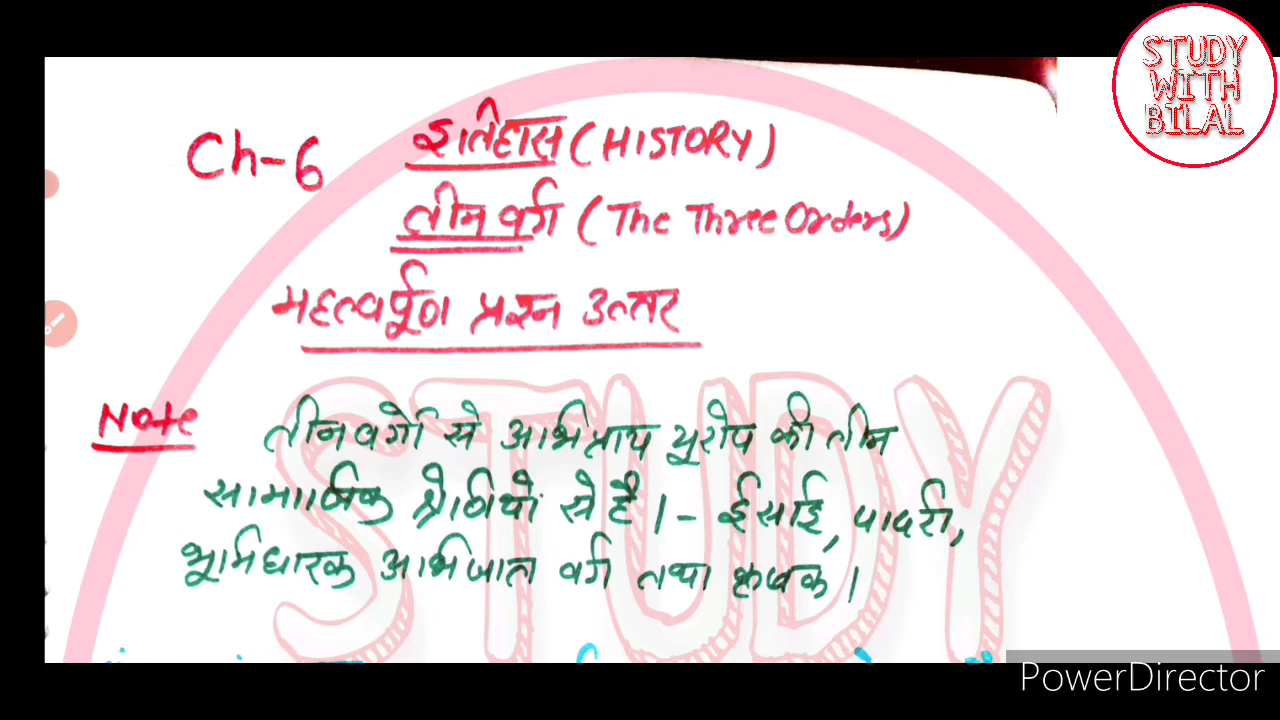 STUDY
WITH
BILAL
Ch-6 इतिहास (HISTORY)
तीन वर्ग (The Three Orders)
महत्वपूर्ण प्रश्न उत्तर
Note तीन वर्गो से अभिप्राय यूरोप की तीन
सामाजिक श्रेणियों से है । - ईसाई, पादरी,
भूमिधारक अभिजात वर्ग तथा कृषक ।
STUDY
PowerDirector